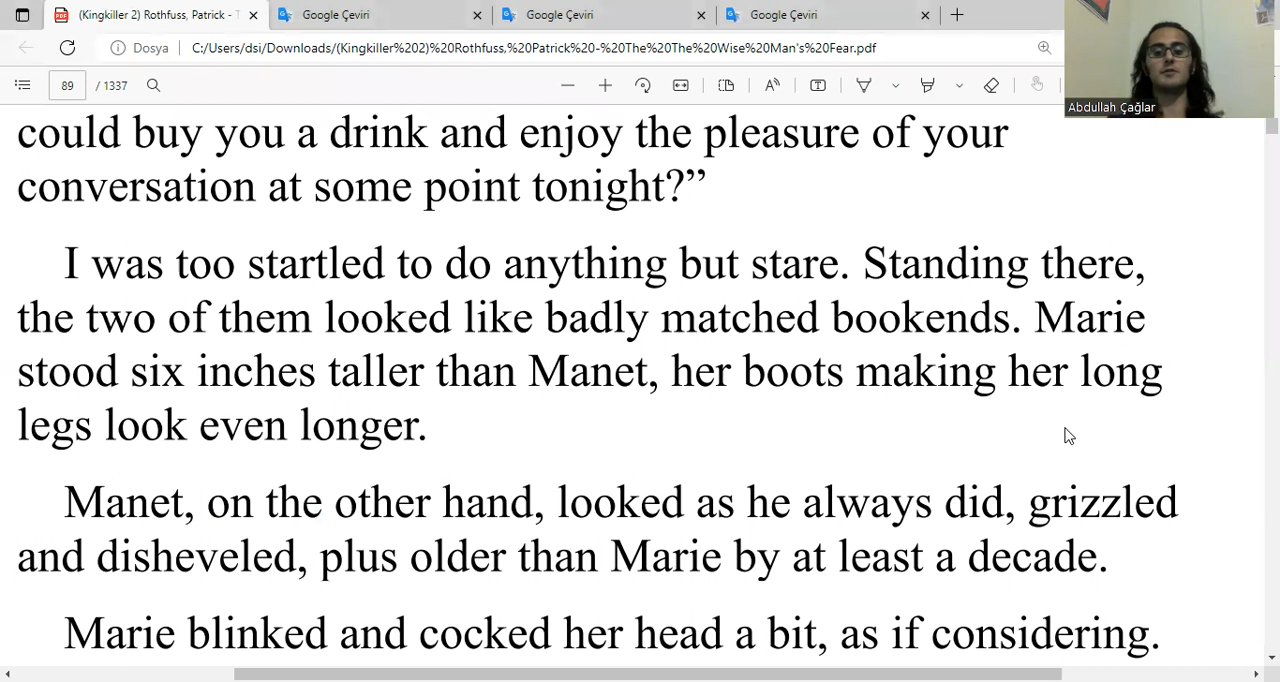 (Kingkiller 2) Rothfuss, Patrick - T
Google Çeviri
Google Çeviri
Google Çeviri
Dosya
C:/Users/dsi/Downloads/(Kingkiller%202)%20Rothfuss,%20Patrick%20-%20The%20The%20Wise%20Man's%20Fear.pdf
89 / 1337
Abdullah Çağlar
could buy you a drink and enjoy the pleasure of your
conversation at some point tonight?”
I was too startled to do anything but stare. Standing there,
the two of them looked like badly matched bookends. Marie
stood six inches taller than Manet, her boots making her long
legs look even longer.
Manet, on the other hand, looked as he always did, grizzled
and disheveled, plus older than Marie by at least a decade.
Marie blinked and cocked her head a bit, as if considering.